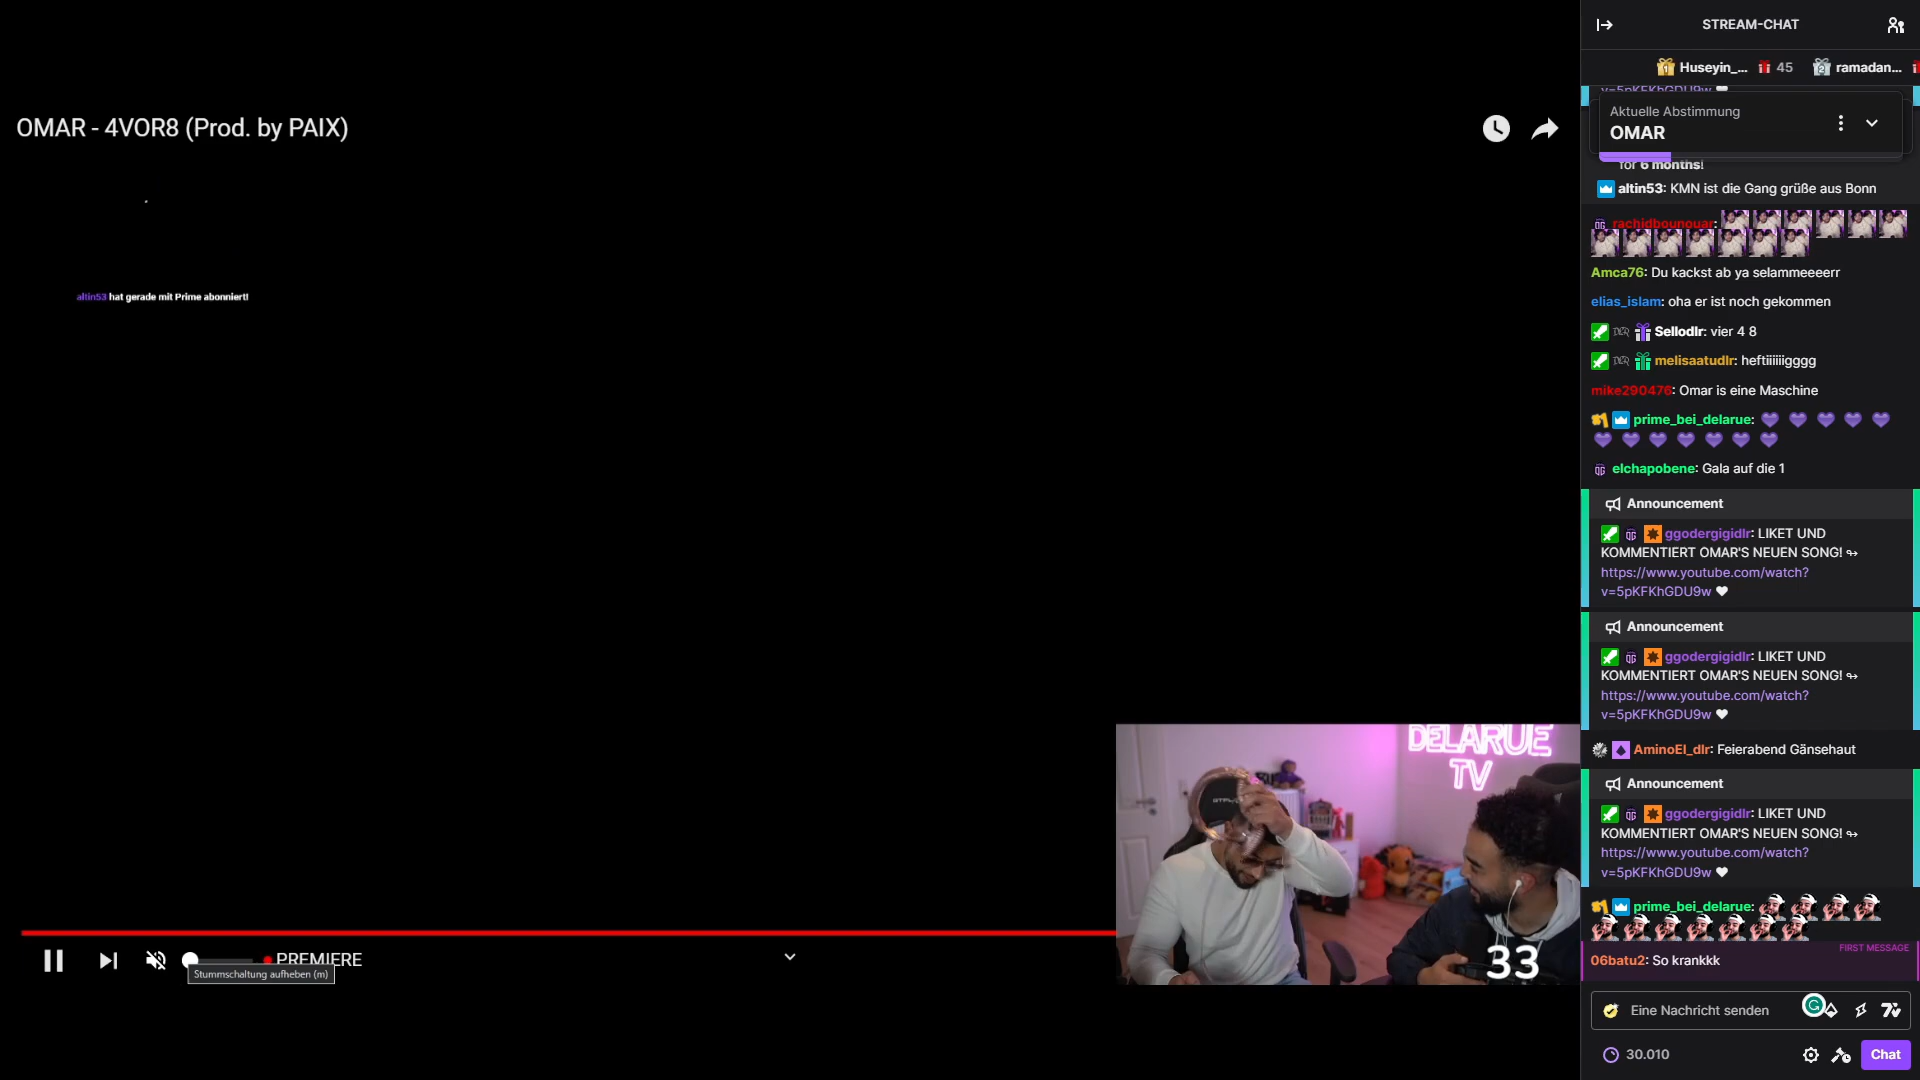 OMAR - 4VOR8 (Prod. by PAIX)
altin53 hat gerade mit Prime abonniert!
PREMIERE
Stummschaltung aufheben (m)
DELARUE
TV
33
STREAM-CHAT
Huseyin_... 45 ramadan...
v=5pKFKhGDU9w
Aktuelle Abstimmung
OMAR
for 6 months!
altin53: KMN ist die Gang grüße aus Bonn
rachidbounouar:
Amca76: Du kackst ab ya selammeeeerr
elias_islam: oha er ist noch gekommen
Sellodlr: vier 4 8
melisaatudlr: heftiiiiiigggg
mike290476: Omar is eine Maschine
prime_bei_delarue: 💜 💜 💜 💜 💜
💜 💜 💜 💜 💜 💜 💜
elchapobene: Gala auf die 1
Announcement
ggodergigidlr: LIKET UND
KOMMENTIERT OMAR'S NEUEN SONG! ↬
https://www.youtube.com/watch?
v=5pKFKhGDU9w 🤍
Announcement
ggodergigidlr: LIKET UND
KOMMENTIERT OMAR'S NEUEN SONG! ↬
https://www.youtube.com/watch?
v=5pKFKhGDU9w 🤍
AminoEl_dlr: Feierabend Gänsehaut
Announcement
ggodergigidlr: LIKET UND
KOMMENTIERT OMAR'S NEUEN SONG! ↬
https://www.youtube.com/watch?
v=5pKFKhGDU9w 🤍
prime_bei_delarue:
FIRST MESSAGE
06batu2: So krankkk
Eine Nachricht senden
30.010
Chat